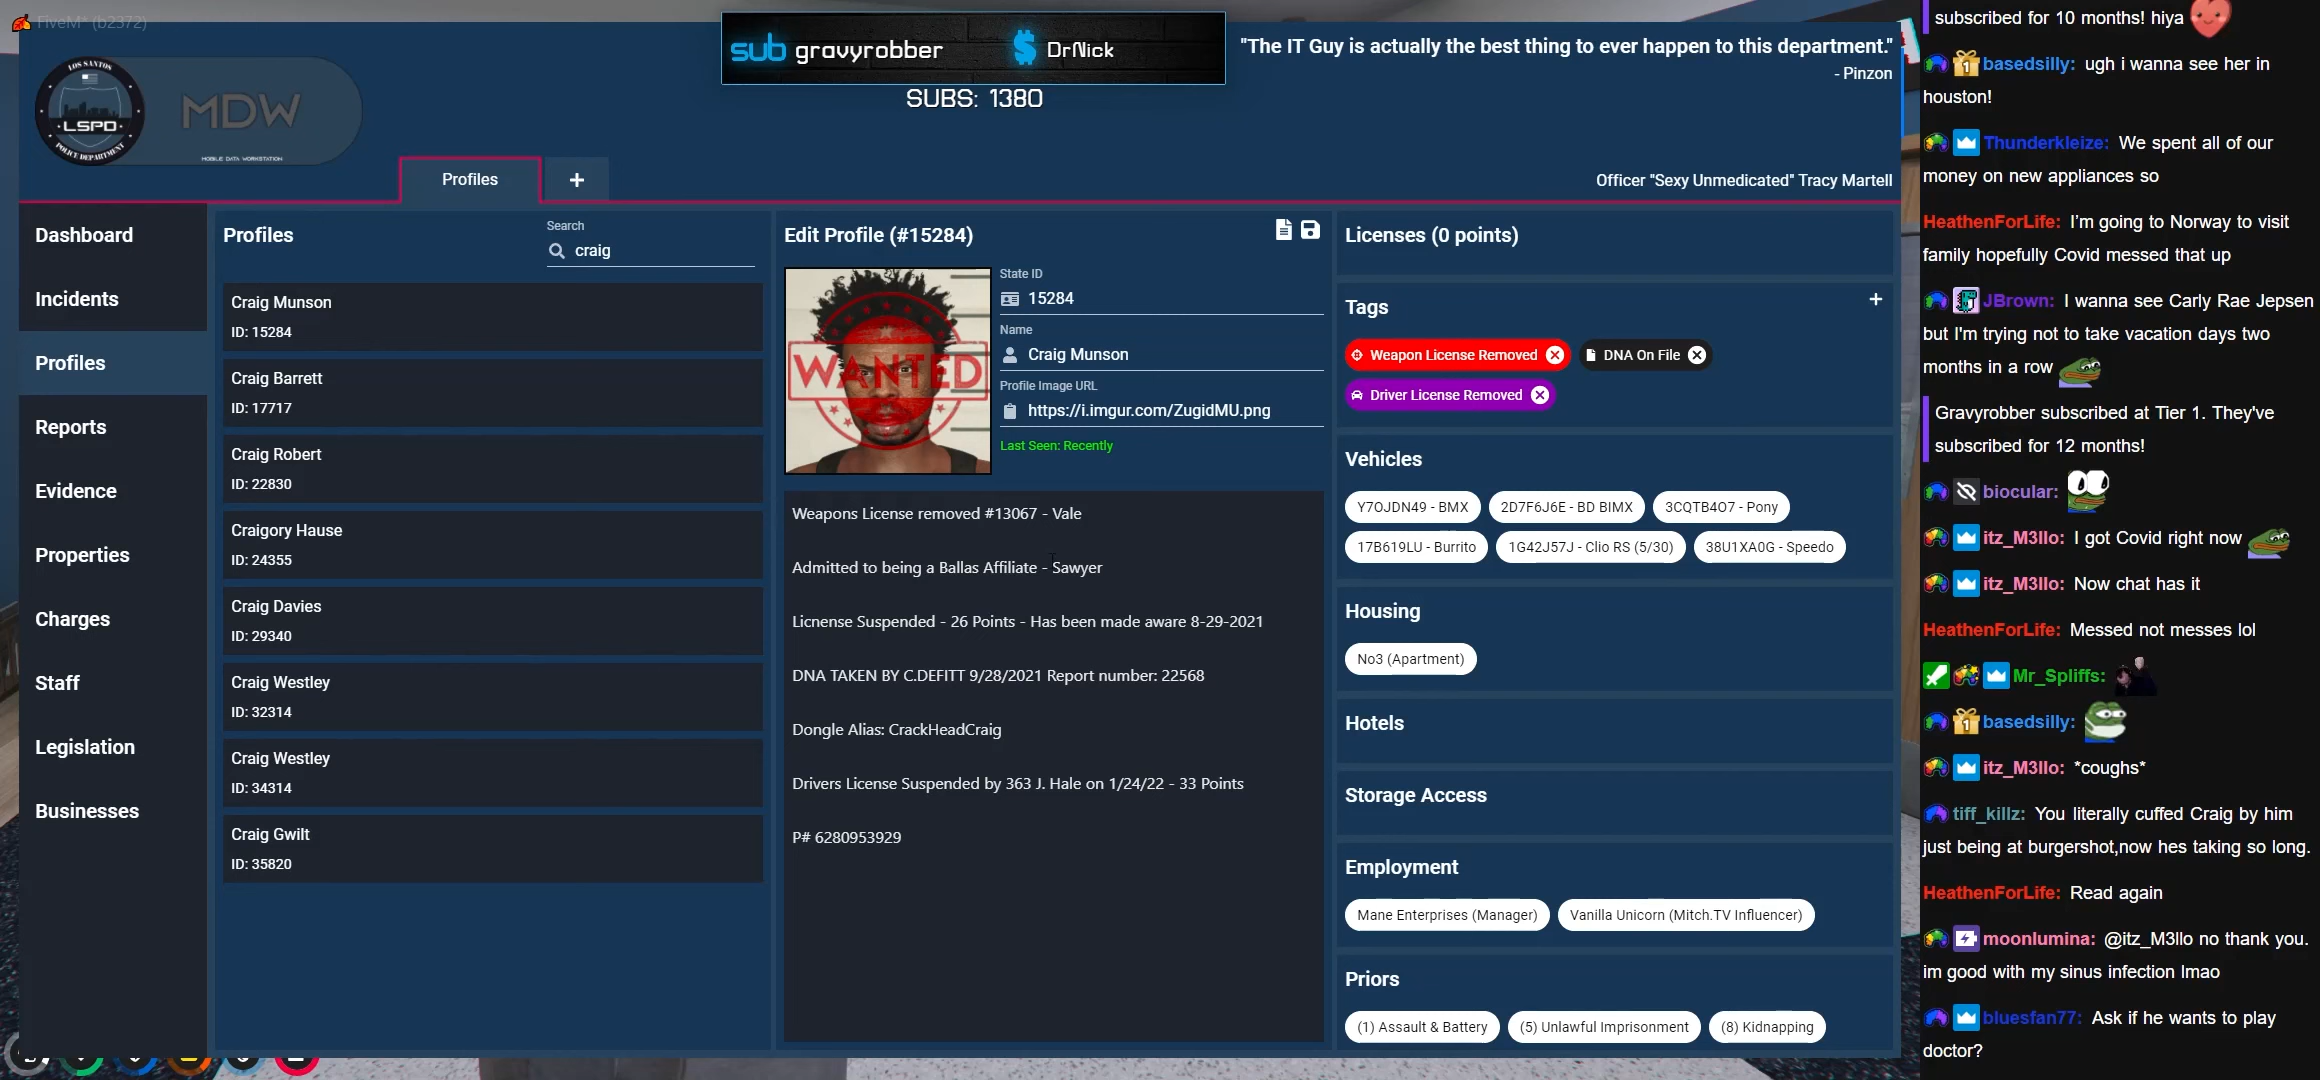 FiveM* (b2372)
LOS SANTOS
LSPD
POLICE DEPARTMENT
MDW
MOBILE DATA WORKSTATION
sub gravyrobber
DrNick
SUBS: 1380
"The IT Guy is actually the best thing to ever happen to this department."
- Pinzon
Profiles
+
Officer "Sexy Unmedicated" Tracy Martell
Dashboard
Incidents
Profiles
Reports
Evidence
Properties
Charges
Staff
Legislation
Businesses
Profiles
Search
craig
Craig Munson
ID: 15284
Craig Barrett
ID: 17717
Craig Robert
ID: 22830
Craigory Hause
ID: 24355
Craig Davies
ID: 29340
Craig Westley
ID: 32314
Craig Westley
ID: 34314
Craig Gwilt
ID: 35820
Edit Profile (#15284)
WANTED
State ID
15284
Name
Craig Munson
Profile Image URL
https://i.imgur.com/ZugidMU.png
Last Seen: Recently
Weapons License removed #13067 - Vale
Admitted to being a Ballas Affiliate - Sawyer
Licnense Suspended - 26 Points - Has been made aware 8-29-2021
DNA TAKEN BY C.DEFITT 9/28/2021 Report number: 22568
Dongle Alias: CrackHeadCraig
Drivers License Suspended by 363 J. Hale on 1/24/22 - 33 Points
P# 6280953929
Licenses (0 points)
Tags
+
Weapon License Removed
DNA On File
Driver License Removed
Vehicles
Y7OJDN49 - BMX
2D7F6J6E - BD BIMX
3CQTB4O7 - Pony
17B619LU - Burrito
1G42J57J - Clio RS (5/30)
38U1XA0G - Speedo
Housing
No3 (Apartment)
Hotels
Storage Access
Employment
Mane Enterprises (Manager)
Vanilla Unicorn (Mitch.TV Influencer)
Priors
(1) Assault & Battery
(5) Unlawful Imprisonment
(8) Kidnapping
subscribed for 10 months! hiya
basedsilly: ugh i wanna see her in
houston!
Thunderkleize: We spent all of our
money on new appliances so
HeathenForLife: I'm going to Norway to visit
family hopefully Covid messed that up
JBrown: I wanna see Carly Rae Jepsen
but I'm trying not to take vacation days two
months in a row
Gravyrobber subscribed at Tier 1. They've
subscribed for 12 months!
biocular:
itz_M3llo: I got Covid right now
itz_M3llo: Now chat has it
HeathenForLife: Messed not messes lol
Mr_Spliffs:
basedsilly:
itz_M3llo: *coughs*
tiff_killz: You literally cuffed Craig by him
just being at burgershot,now hes taking so long.
HeathenForLife: Read again
moonlumina: @itz_M3llo no thank you.
im good with my sinus infection lmao
bluesfan77: Ask if he wants to play
doctor?